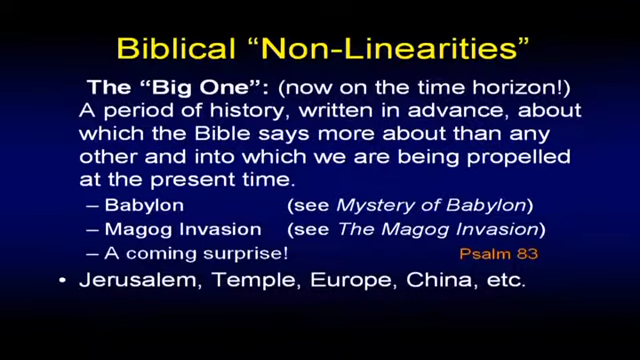 Biblical “Non-Linearities”
The “Big One”: (now on the time horizon!)
A period of history, written in advance, about
which the Bible says more about than any
other and into which we are being propelled
at the present time.
– Babylon (see Mystery of Babylon)
– Magog Invasion (see The Magog Invasion)
– A coming surprise! Psalm 83
• Jerusalem, Temple, Europe, China, etc.